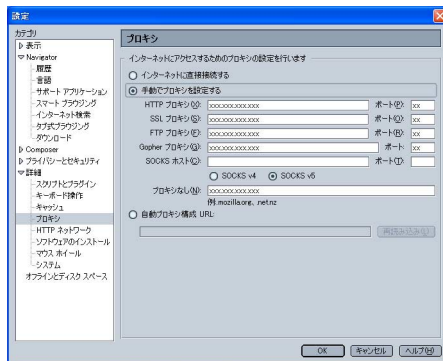 設定
カテゴリ
表示
Navigator
履歴
言語
サポート アプリケーション
スマート ブラウジング
インターネット検索
タブ式ブラウジング
ダウンロード
Composer
プライバシーとセキュリティ
詳細
スクリプトとプラグイン
キーボード操作
キャッシュ
プロキシ
HTTP ネットワーク
ソフトウェアのインストール
マウス ホイール
システム
オフラインとディスク スペース
プロキシ
インターネットにアクセスするためのプロキシの設定を行います
インターネットに直接接続する
手動でプロキシを設定する
HTTP プロキシ(X): xxx.xxx.xxx.xxx ポート(P): xx
SSL プロキシ(S): xxx.xxx.xxx.xxx ポート(O): xx
FTP プロキシ(F): xxx.xxx.xxx.xxx ポート(R): xx
Gopher プロキシ(G): xxx.xxx.xxx.xxx ポート: xx
SOCKS ホスト(C): ポート(T):
SOCKS v4 SOCKS v5
プロキシなし(N): xxx.xxx.xxx.xxx
例: mozilla.org, .net.nz
自動プロキシ構成 URL:
再読み込み(L)
OK キャンセル ヘルプ(H)